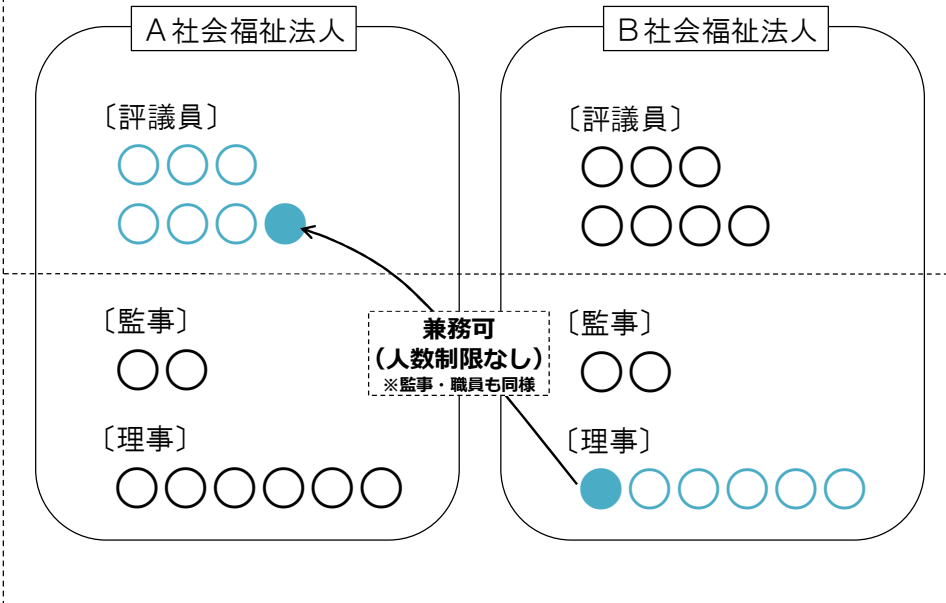 A社会福祉法人
〔評議員〕
〔監事〕
〔理事〕
兼務可
（人数制限なし）
※監事・職員も同様
B社会福祉法人
〔評議員〕
〔監事〕
〔理事〕